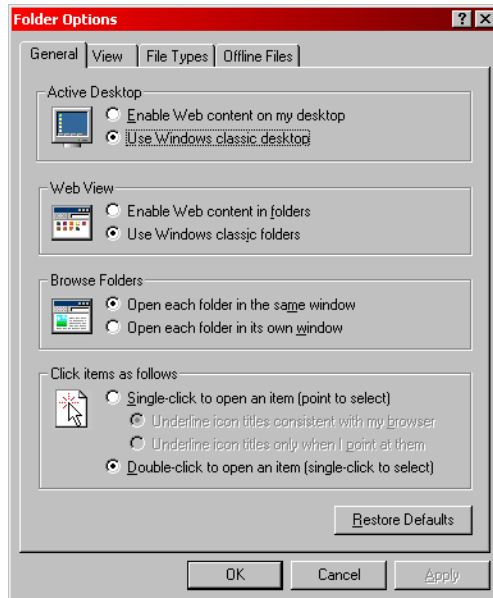 Folder Options
General
View
File Types
Offline Files
Active Desktop
Enable Web content on my desktop
Use Windows classic desktop
Web View
Enable Web content in folders
Use Windows classic folders
Browse Folders
Open each folder in the same window
Open each folder in its own window
Click items as follows
Single-click to open an item (point to select)
Underline icon titles consistent with my browser
Underline icon titles only when I point at them
Double-click to open an item (single-click to select)
Restore Defaults
OK
Cancel
Apply